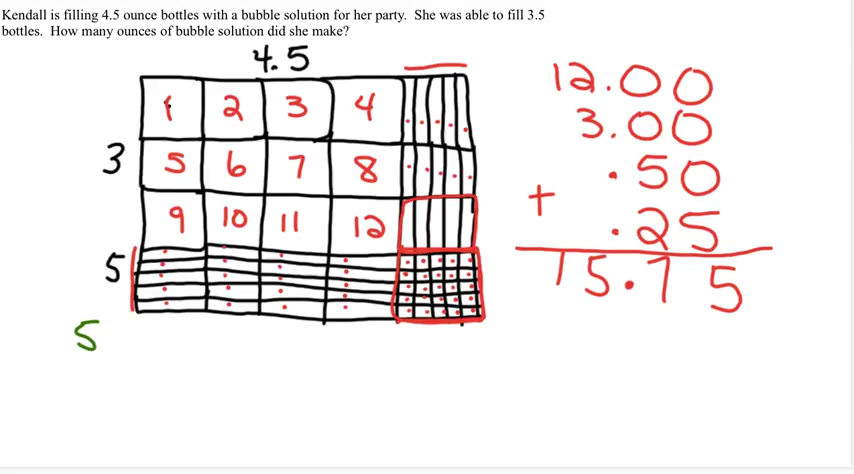 Kendall is filling 4.5 ounce bottles with a bubble solution for her party. She was able to fill 3.5
bottles. How many ounces of bubble solution did she make?
4.5
1 2 3 4
3 5 6 7 8
9 10 11 12
5
5
12.00
3.00
.50
+ .25
15.75